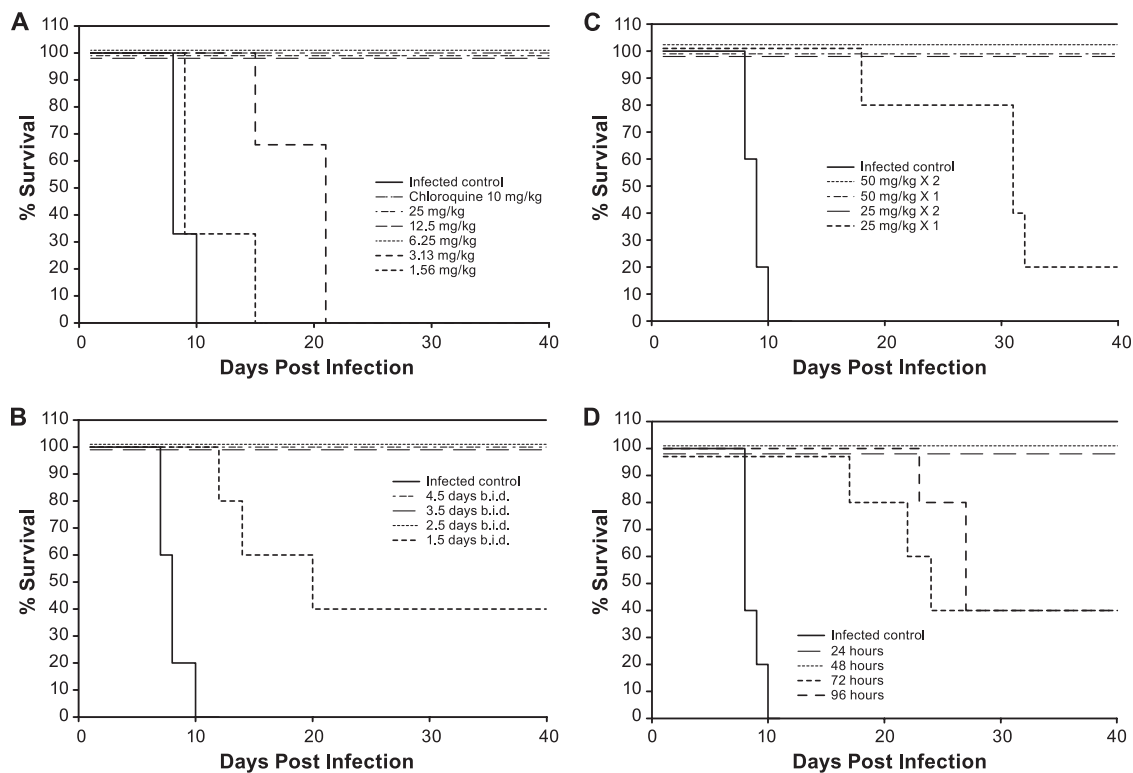 A
110
100
90
80
70
60
50
40
30
20
10
0
% Survival
Infected control
Chloroquine 10 mg/kg
25 mg/kg
12.5 mg/kg
6.25 mg/kg
3.13 mg/kg
1.56 mg/kg
10 20 30 40
Days Post Infection
C
110
100
90
80
70
60
50
40
30
20
10
0
% Survival
Infected control
50 mg/kg X 2
50 mg/kg X 1
25 mg/kg X 2
25 mg/kg X 1
0 10 20 30 40
Days Post Infection
B
110
100
90
80
70
60
50
40
30
20
10
0
% Survival
Infected control
4.5 days b.i.d.
3.5 days b.i.d.
2.5 days b.i.d.
1.5 days b.i.d.
0 10 20 30 40
Days Post Infection
D
110
100
90
80
70
60
50
40
30
20
10
0
% Survival
Infected control
24 hours
48 hours
72 hours
96 hours
0 10 20 30 40
Days Post Infection